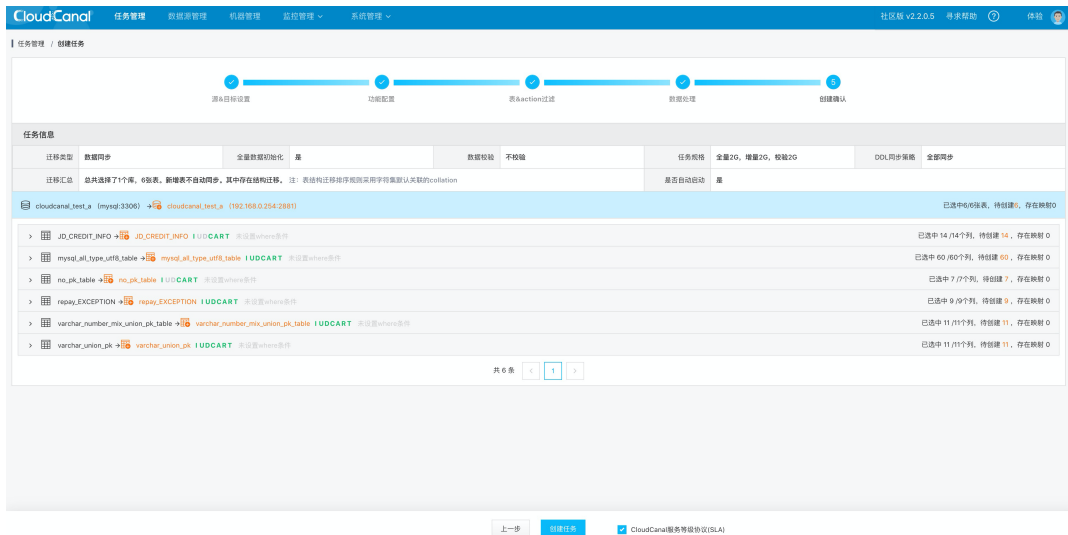 CloudCanal 任务管理 数据源管理 机器管理 监控管理 系统管理 社区版 v2.2.0.5 寻求帮助 ? 体验
任务管理 / 创建任务
5
源&目标设置 功能配置 表&action过滤 数据处理 创建确认
任务信息
迁移类型 数据同步 全量数据初始化 是 数据校验 不校验 任务规格 全量2G, 增量2G, 校验2G DDL同步策略 全部同步
迁移汇总 总共选择了1个库, 6张表。新增表不自动同步。其中存在结构迁移。 注: 表结构迁移排序规则采用字符集默认关联的collation 是否自动启动 是
cloudcanal_test_a (mysql:3306) → cloudcanal_test_a (192.168.0.254:2881) 已选中6/6张表, 待创建6, 存在映射0
JD_CREDIT_INFO → JD_CREDIT_INFO IUDCART 未设置where条件 已选中 14 /14个列, 待创建 14 , 存在映射 0
mysql_all_type_utf8_table → mysql_all_type_utf8_table IUDCART 未设置where条件 已选中 60 /60个列, 待创建 60 , 存在映射 0
no_pk_table → no_pk_table IUDCART 未设置where条件 已选中 7 /7个列, 待创建 7 , 存在映射 0
repay_EXCEPTION → repay_EXCEPTION IUDCART 未设置where条件 已选中 9 /9个列, 待创建 9 , 存在映射 0
varchar_number_mix_union_pk_table → varchar_number_mix_union_pk_table IUDCART 未设置where条件 已选中 11 /11个列, 待创建 11 , 存在映射 0
varchar_union_pk → varchar_union_pk IUDCART 未设置where条件 已选中 11 /11个列, 待创建 11 , 存在映射 0
共 6 条 < 1 >
上一步 创建任务 CloudCanal服务等级协议(SLA)